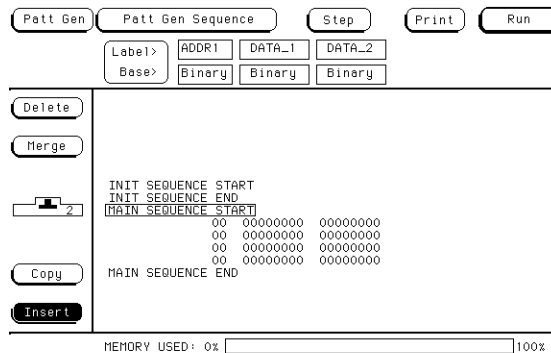 Patt Gen Patt Gen Sequence Step Print Run
Label> ADDR1 DATA_1 DATA_2
Base> Binary Binary Binary
Delete
Merge
INIT SEQUENCE START
INIT SEQUENCE END
MAIN SEQUENCE START
2
00 00000000 00000000
00 00000000 00000000
00 00000000 00000000
00 00000000 00000000
Copy
MAIN SEQUENCE END
Insert
MEMORY USED: 0% 100%